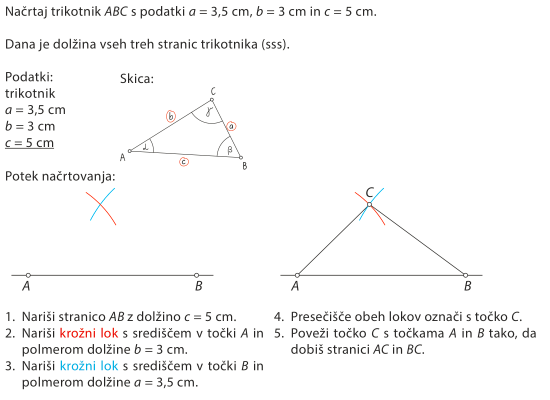 Načrtaj trikotnik ABC s podatki a = 3,5 cm, b = 3 cm in c = 5 cm.
Dana je dolžina vseh treh stranic trikotnika (sss).
Podatki:
trikotnik
a = 3,5 cm
b = 3 cm
c = 5 cm
Skica:
C
γ
b
a
A
α
β
c
B
Potek načrtovanja:
A B
C
A B
1. Nariši stranico AB z dolžino c = 5 cm.
2. Nariši krožni lok s središčem v točki A in
polmerom dolžine b = 3 cm.
3. Nariši krožni lok s središčem v točki B in
polmerom dolžine a = 3,5 cm.
4. Presečišče obeh lokov označi s točko C.
5. Poveži točko C s točkama A in B tako, da
dobiš stranici AC in BC.